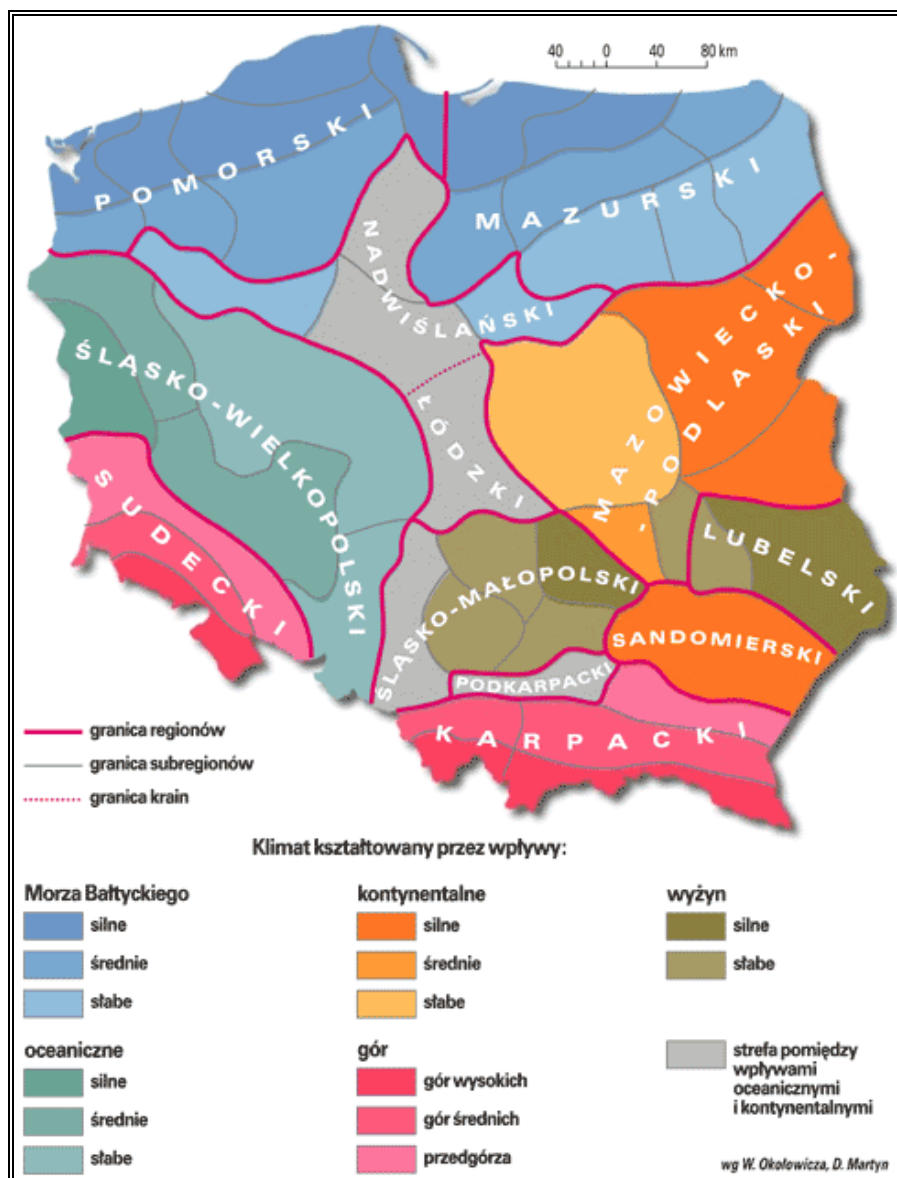 40 0 40 80 km
POMORSKI
MAZURSKI
NADWIŚLAŃSKI
MAZOWIECKO-
-PODLASKI
ŚLĄSKO-WIELKOPOLSKI
ŁÓDZKI
SUDECKI
LUBELSKI
ŚLĄSKO-MAŁOPOLSKI
SANDOMIERSKI
PODKARPACKI
KARPACKI
granica regionów
granica subregionów
granica krain
Klimat kształtowany przez wpływy:
Morza Bałtyckiego
silne
średnie
słabe
kontynentalne
silne
średnie
słabe
wyżyn
silne
słabe
oceaniczne
silne
średnie
słabe
gór
gór wysokich
gór średnich
przedgórza
strefa pomiędzy
wpływami
oceanicznymi
i kontynentalnymi
wg W. Okołowicza, D. Martyn